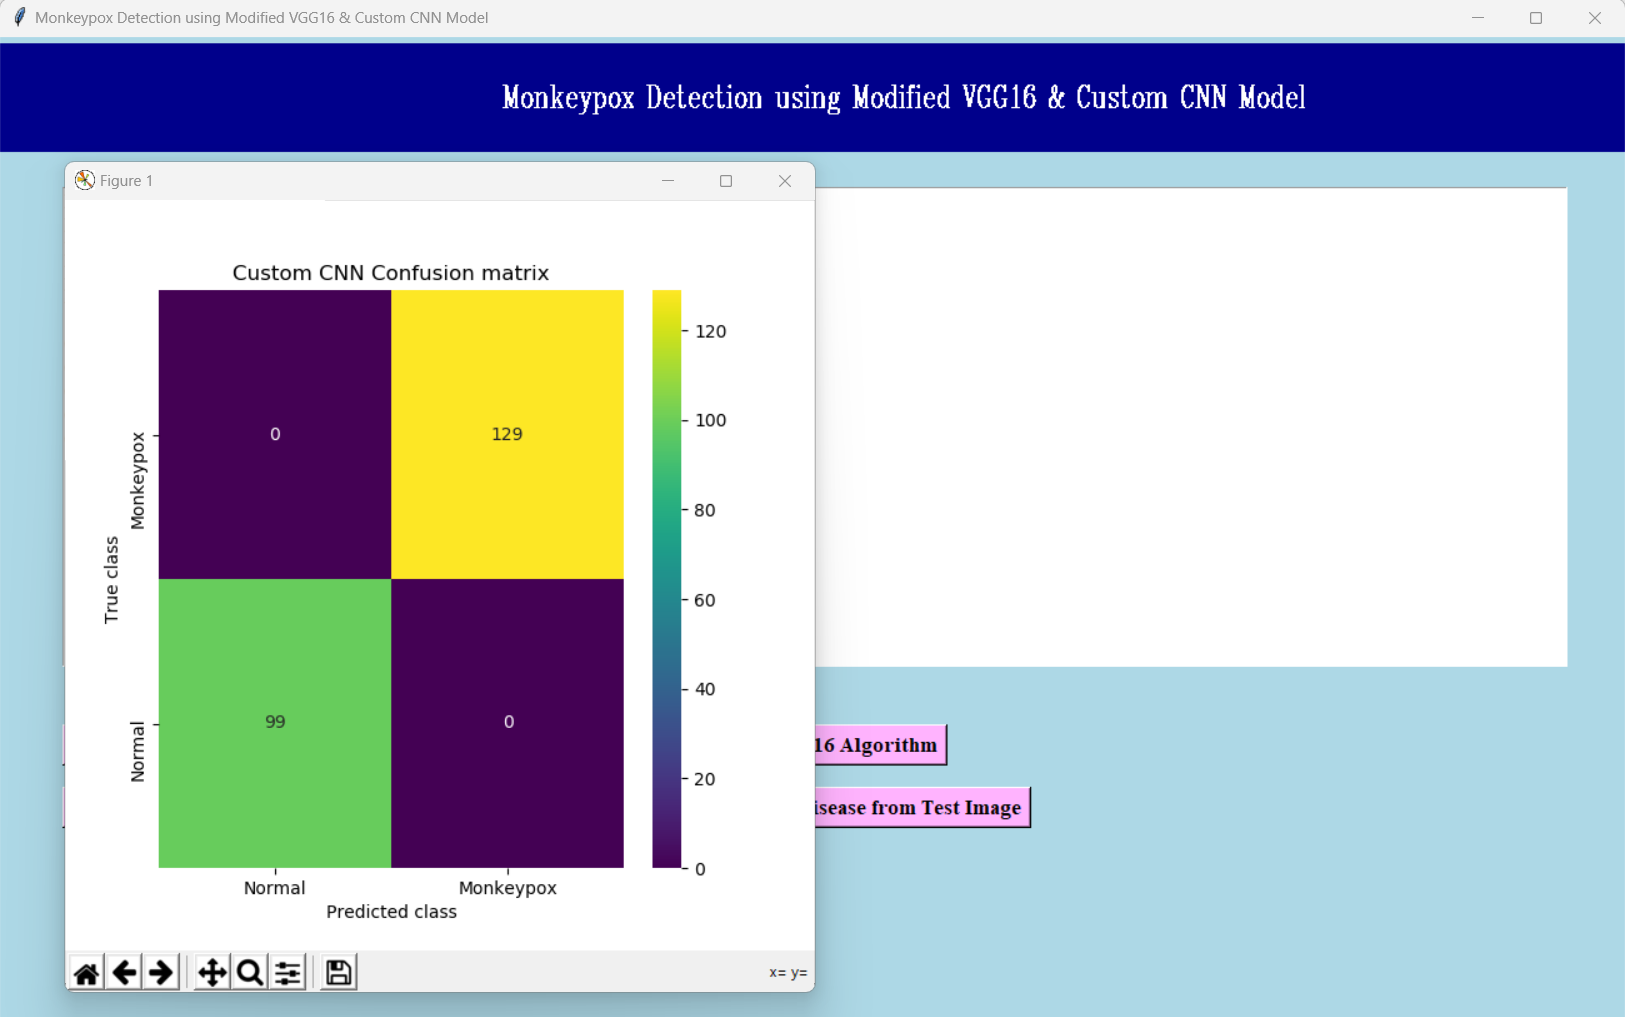 Monkeypox Detection using Modified VGG16 & Custom CNN Model
Monkeypox Detection using Modified VGG16 & Custom CNN Model
Figure 1
Custom CNN Confusion matrix
0
129
99
0
Monkeypox
Normal
True class
Normal
Monkeypox
Predicted class
120
100
80
60
40
20
0
16 Algorithm
isease from Test Image
x= y=